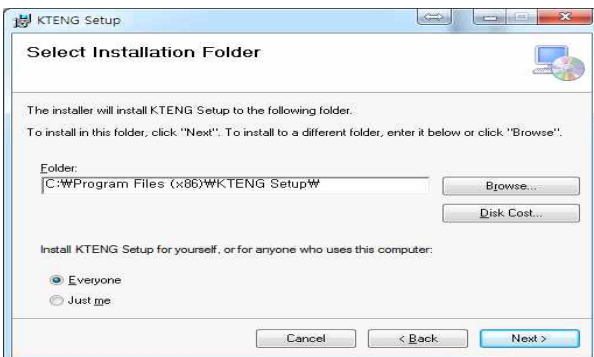 KTENG Setup
Select Installation Folder
The installer will install KTENG Setup to the following folder.
To install in this folder, click "Next". To install to a different folder, enter it below or click "Browse".
Folder:
C:₩Program Files (x86)₩KTENG Setup₩
Browse...
Disk Cost...
Install KTENG Setup for yourself, or for anyone who uses this computer:
Everyone
Just me
Cancel
< Back
Next >